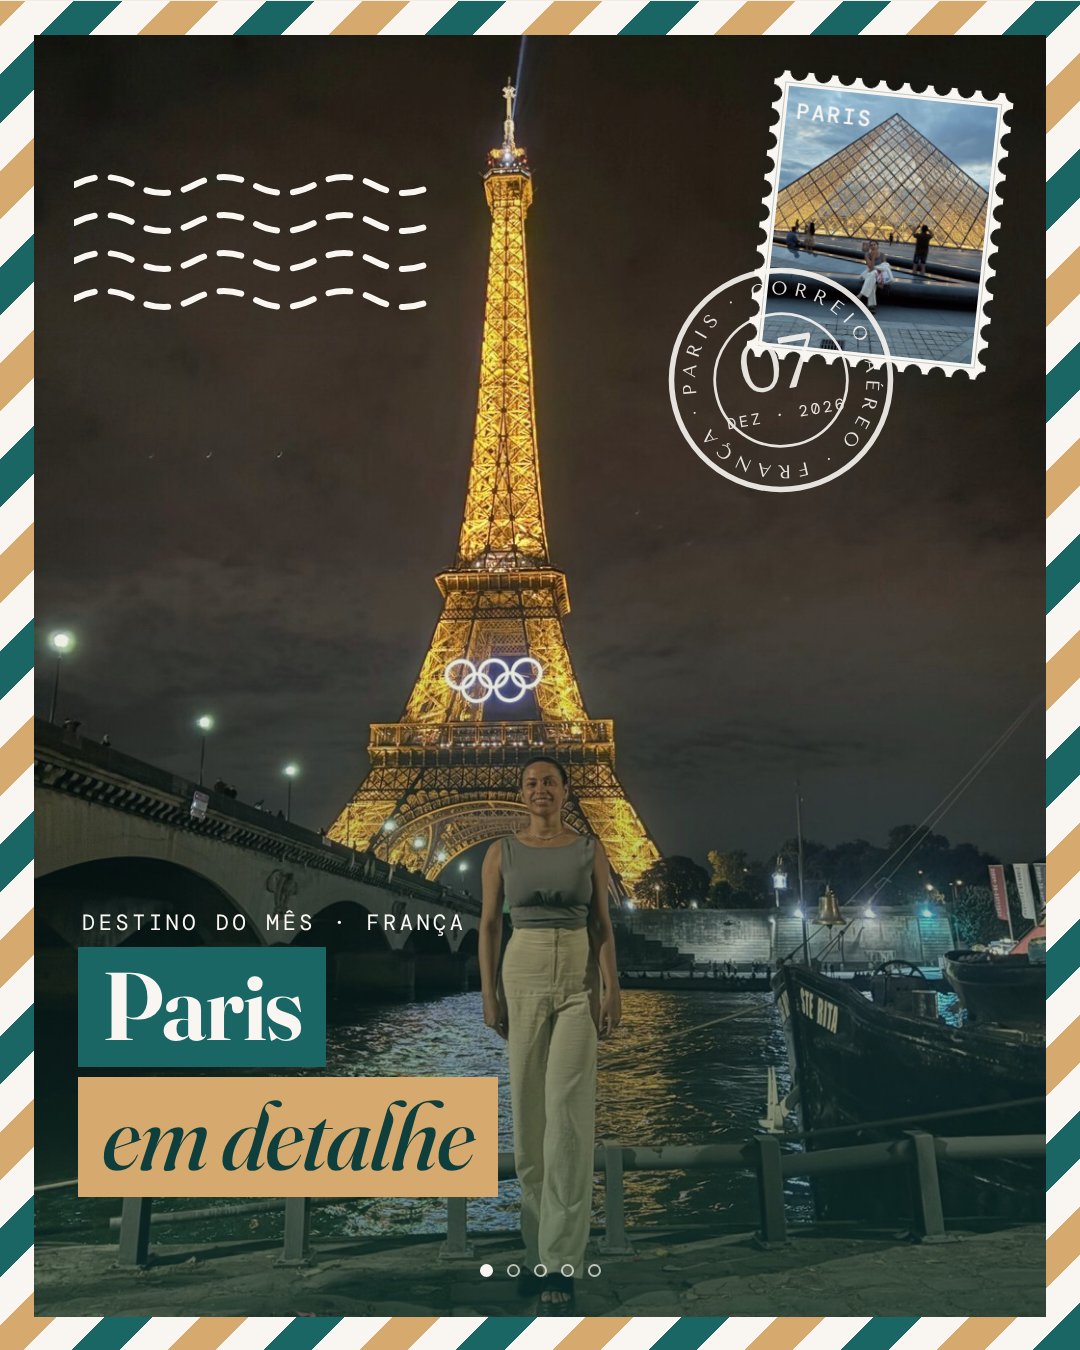 PARIS
CORREIO AÉREO · FRANÇA · PARIS ·
07
DEZ · 2026
STE RITA
DESTINO DO MÊS · FRANÇA
Paris
em detalhe